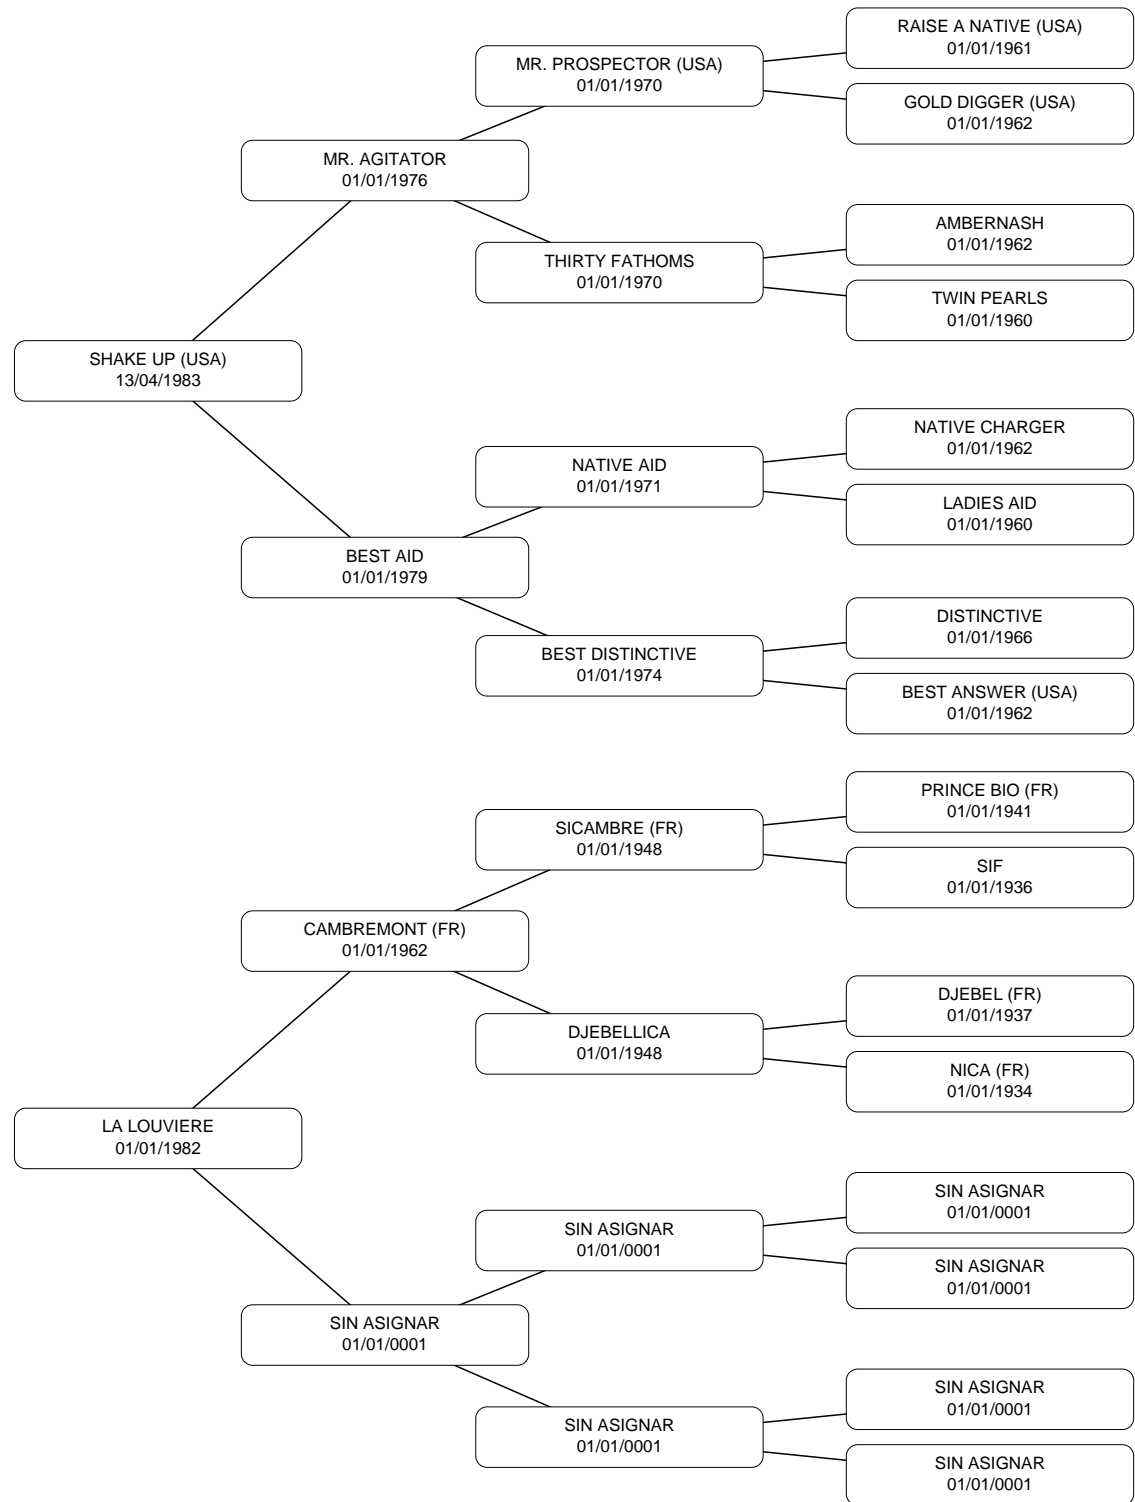 RAISE A NATIVE (USA)
01/01/1961
MR. PROSPECTOR (USA)
01/01/1970
GOLD DIGGER (USA)
01/01/1962
MR. AGITATOR
01/01/1976
AMBERNASH
01/01/1962
THIRTY FATHOMS
01/01/1970
TWIN PEARLS
01/01/1960
SHAKE UP (USA)
13/04/1983
NATIVE CHARGER
01/01/1962
NATIVE AID
01/01/1971
LADIES AID
01/01/1960
BEST AID
01/01/1979
DISTINCTIVE
01/01/1966
BEST DISTINCTIVE
01/01/1974
BEST ANSWER (USA)
01/01/1962
PRINCE BIO (FR)
01/01/1941
SICAMBRE (FR)
01/01/1948
SIF
01/01/1936
CAMBREMONT (FR)
01/01/1962
DJEBEL (FR)
01/01/1937
DJEBELLICA
01/01/1948
NICA (FR)
01/01/1934
LA LOUVIERE
01/01/1982
SIN ASIGNAR
01/01/0001
SIN ASIGNAR
01/01/0001
SIN ASIGNAR
01/01/0001
SIN ASIGNAR
01/01/0001
SIN ASIGNAR
01/01/0001
SIN ASIGNAR
01/01/0001
SIN ASIGNAR
01/01/0001